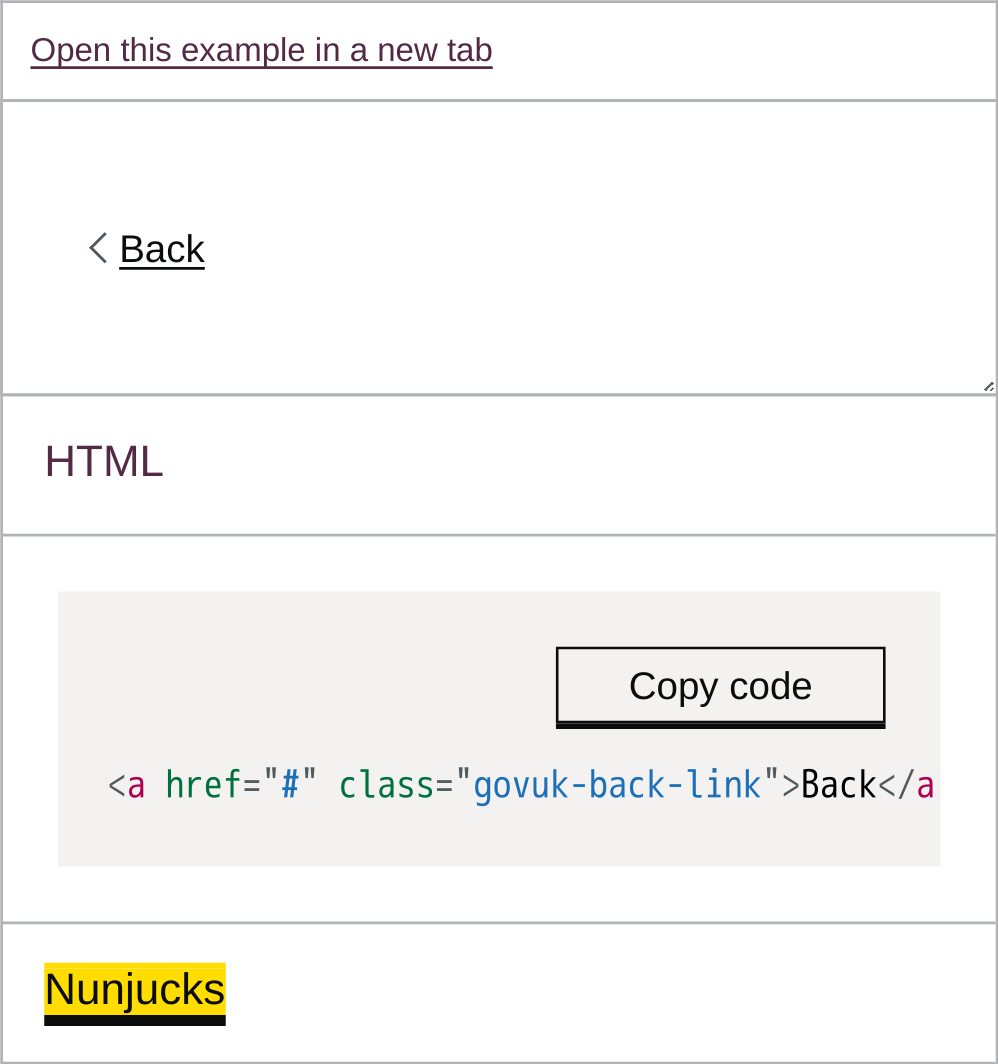 Open this example in a new tab
Back
HTML
Copy code
<a href="#" class="govuk-back-link">Back</a
Nunjucks